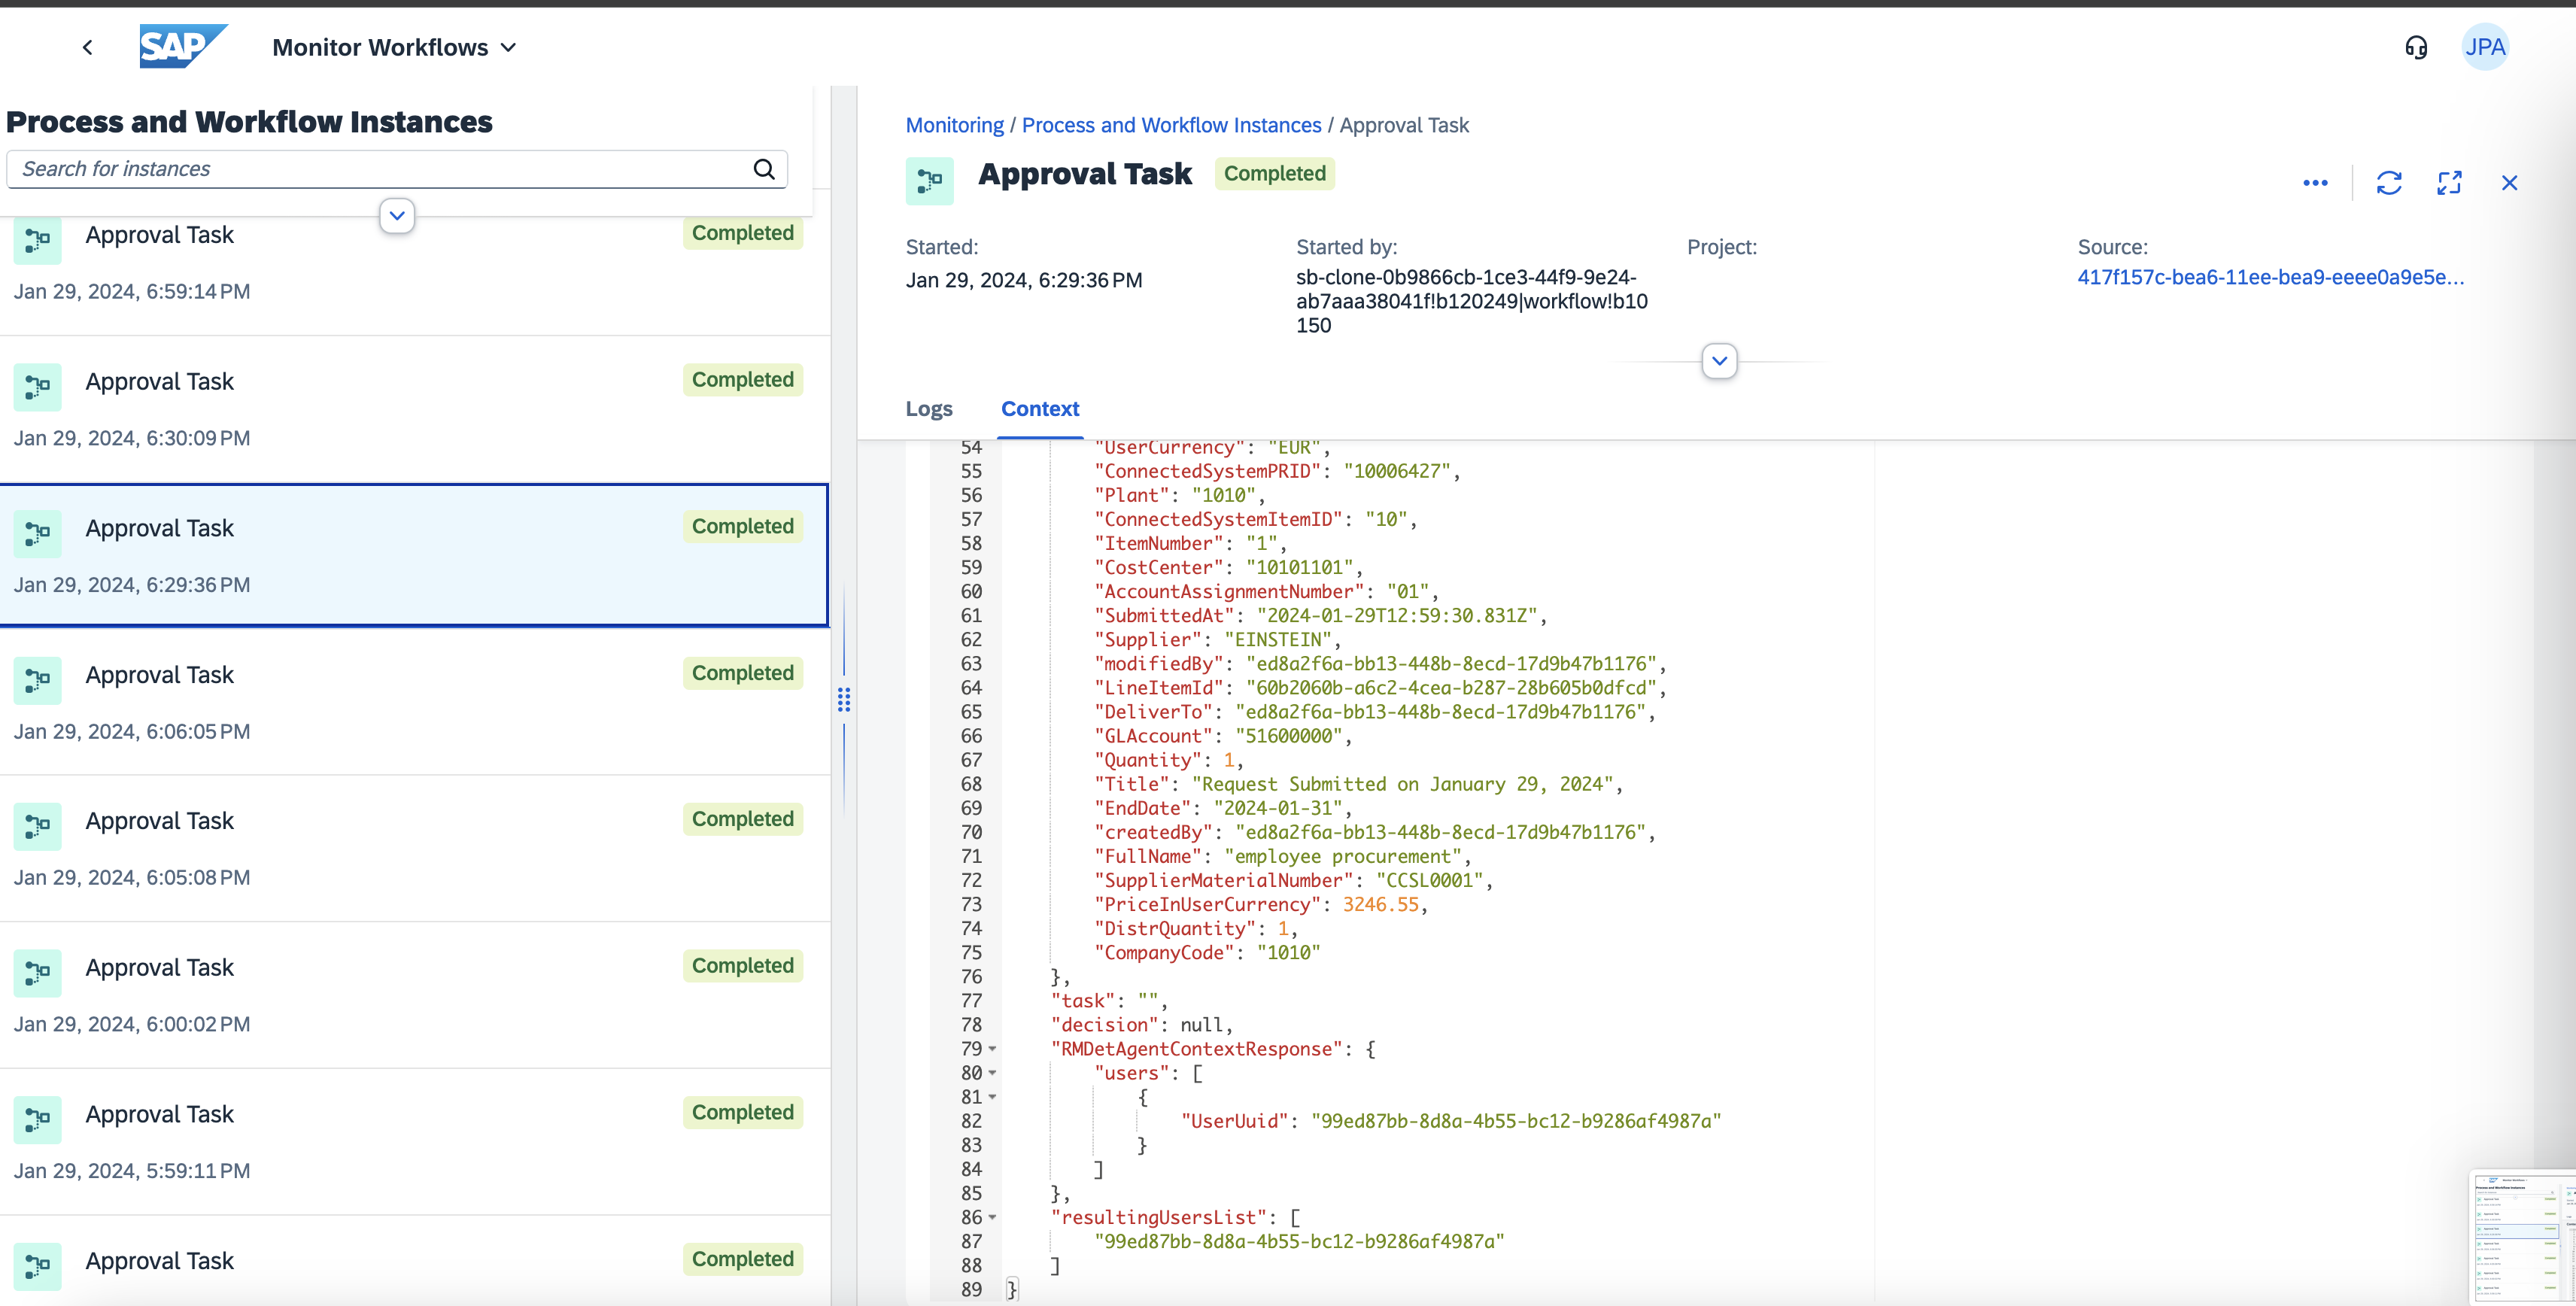 SAP
Monitor Workflows
JPA
Process and Workflow Instances
Search for instances
Approval Task
Completed
Jan 29, 2024, 6:59:14 PM
Approval Task
Completed
Jan 29, 2024, 6:30:09 PM
Approval Task
Completed
Jan 29, 2024, 6:29:36 PM
Approval Task
Completed
Jan 29, 2024, 6:06:05 PM
Approval Task
Completed
Jan 29, 2024, 6:05:08 PM
Approval Task
Completed
Jan 29, 2024, 6:00:02 PM
Approval Task
Completed
Jan 29, 2024, 5:59:11 PM
Approval Task
Completed
Monitoring / Process and Workflow Instances / Approval Task
Approval Task
Completed
Started:
Jan 29, 2024, 6:29:36 PM
Started by:
sb-clone-0b9866cb-1ce3-44f9-9e24-
ab7aaa38041f!b120249|workflow!b10
150
Project:
Source:
417f157c-bea6-11ee-bea9-eeee0a9e5e...
Logs
Context
54 "UserCurrency": "EUR",
55 "ConnectedSystemPRID": "10006427",
56 "Plant": "1010",
57 "ConnectedSystemItemID": "10",
58 "ItemNumber": "1",
59 "CostCenter": "10101101",
60 "AccountAssignmentNumber": "01",
61 "SubmittedAt": "2024-01-29T12:59:30.831Z",
62 "Supplier": "EINSTEIN",
63 "modifiedBy": "ed8a2f6a-bb13-448b-8ecd-17d9b47b1176",
64 "LineItemId": "60b2060b-a6c2-4cea-b287-28b605b0dfcd",
65 "DeliverTo": "ed8a2f6a-bb13-448b-8ecd-17d9b47b1176",
66 "GLAccount": "51600000",
67 "Quantity": 1,
68 "Title": "Request Submitted on January 29, 2024",
69 "EndDate": "2024-01-31",
70 "createdBy": "ed8a2f6a-bb13-448b-8ecd-17d9b47b1176",
71 "FullName": "employee procurement",
72 "SupplierMaterialNumber": "CCSL0001",
73 "PriceInUserCurrency": 3246.55,
74 "DistrQuantity": 1,
75 "CompanyCode": "1010"
76 },
77 "task": "",
78 "decision": null,
79 "RMDetAgentContextResponse": {
80 "users": [
81 {
82 "UserUuid": "99ed87bb-8d8a-4b55-bc12-b9286af4987a"
83 }
84 ]
85 },
86 "resultingUsersList": [
87 "99ed87bb-8d8a-4b55-bc12-b9286af4987a"
88 ]
89 }